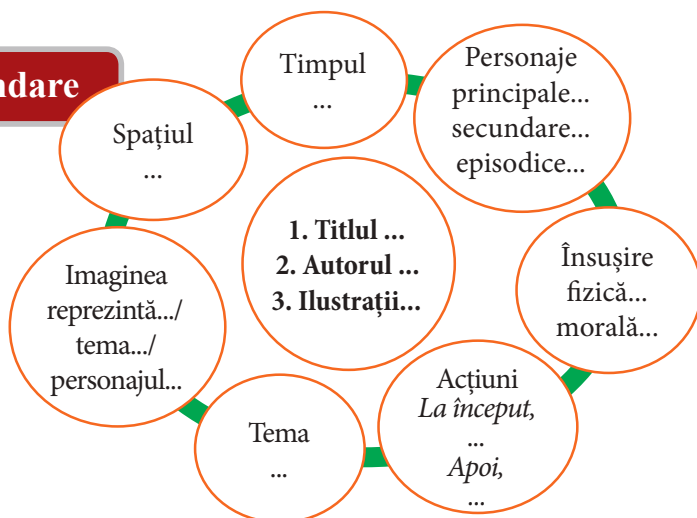 Timpul
...
Personaje
principale...
secundare...
episodice...
Spațiul
...
1. Titlul ...
2. Autorul ...
3. Ilustrații...
Însușire
fizică...
morală...
Imaginea
reprezintă.../
tema.../
personajul...
Acțiuni
La început,
...
Apoi,
...
Tema
...